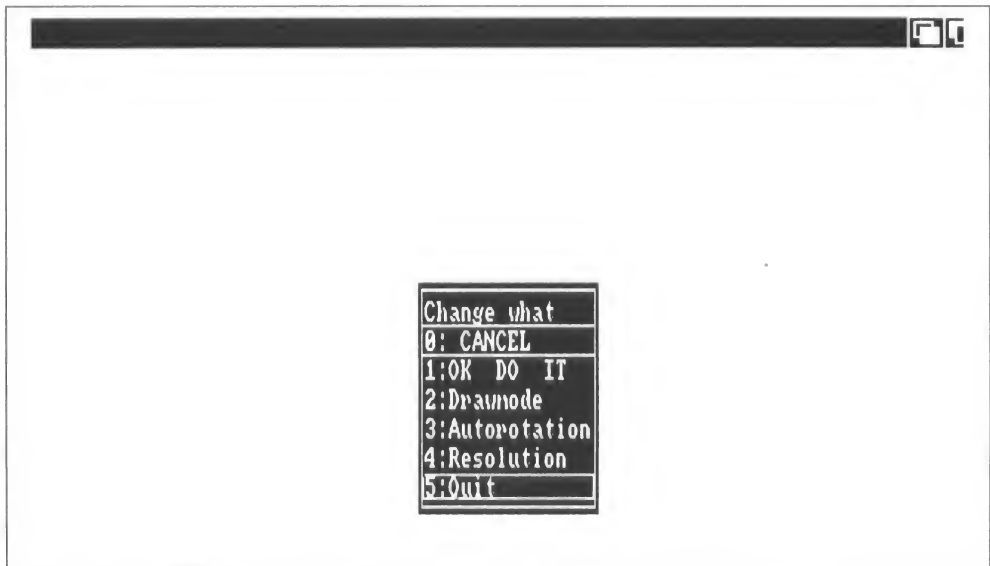 Change what
0: CANCEL
1:OK DO IT
2:Drawmode
3:Autorotation
4:Resolution
5:Quit